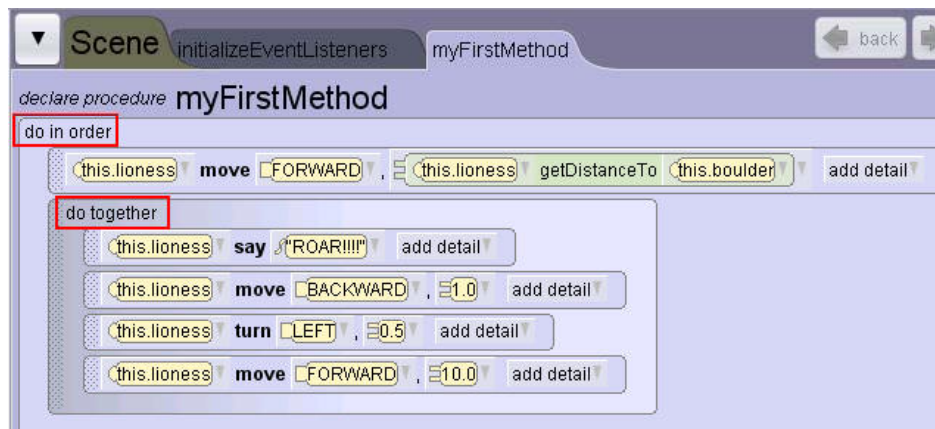 Scene initializeEventListeners myFirstMethod back
declare procedure myFirstMethod
do in order
this.lioness move FORWARD , this.lioness getDistanceTo this.boulder add detail
do together
this.lioness say "ROAR!!!!" add detail
this.lioness move BACKWARD , 1.0 add detail
this.lioness turn LEFT , 0.5 add detail
this.lioness move FORWARD , 10.0 add detail